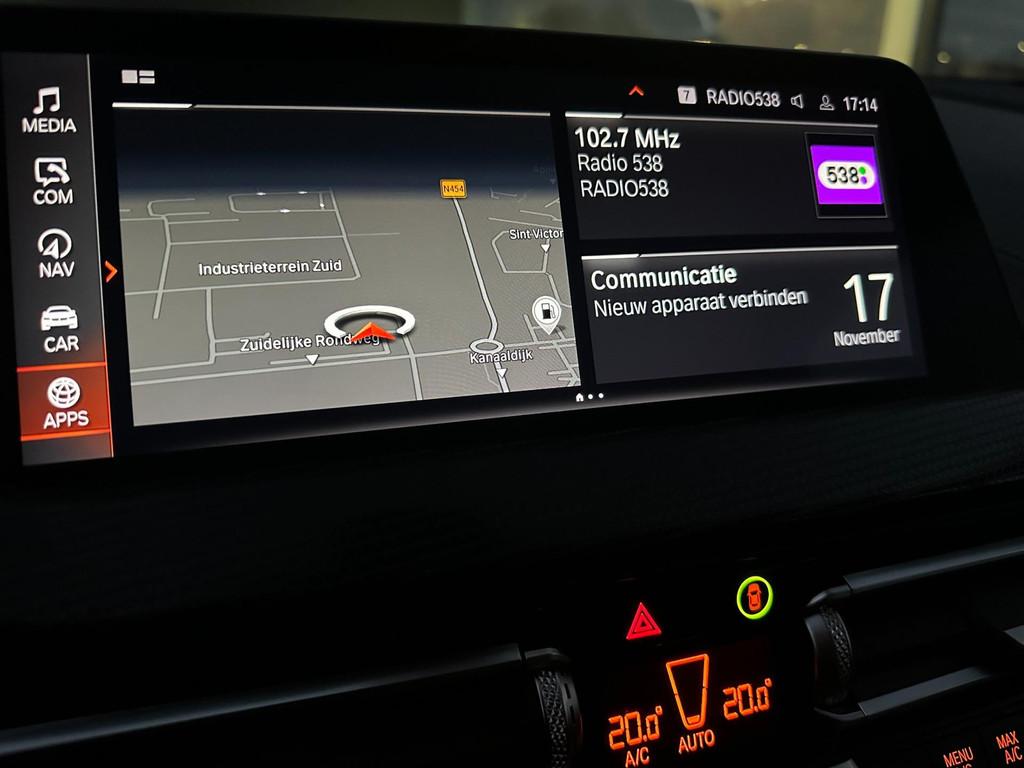 7 RADIO538 17:14
MEDIA
COM
NAV
CAR
APPS
N454
Sint-Victor
Industrieterrein Zuid
Zuidelijke Rondweg
Kanaaldijk
102.7 MHz
Radio 538
RADIO538
538
Communicatie
Nieuw apparaat verbinden
17
November
20.0°
A/C
AUTO
20.0°
MENU
MAX
A/C